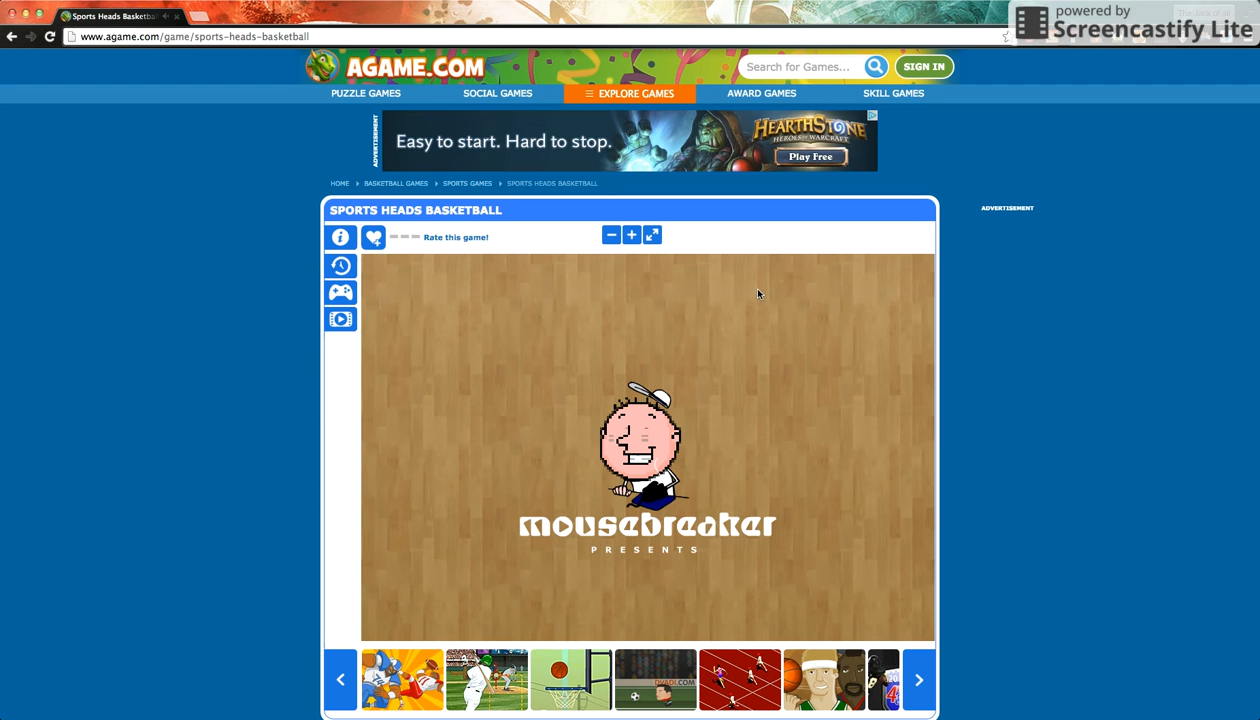 Sports Heads Basketbal
www.agame.com/game/sports-heads-basketball
powered by
Screencastify Lite
AGAME.COM
Search for Games...
SIGN IN
PUZZLE GAMES
SOCIAL GAMES
EXPLORE GAMES
AWARD GAMES
SKILL GAMES
ADVERTISEMENT
Easy to start. Hard to stop.
HEARTHSTONE
HEROES OF WARCRAFT
Play Free
HOME BASKETBALL GAMES SPORTS GAMES SPORTS HEADS BASKETBALL
ADVERTISEMENT
SPORTS HEADS BASKETBALL
Rate this game!
mousebreaker
PRESENTS
DVADI.COM